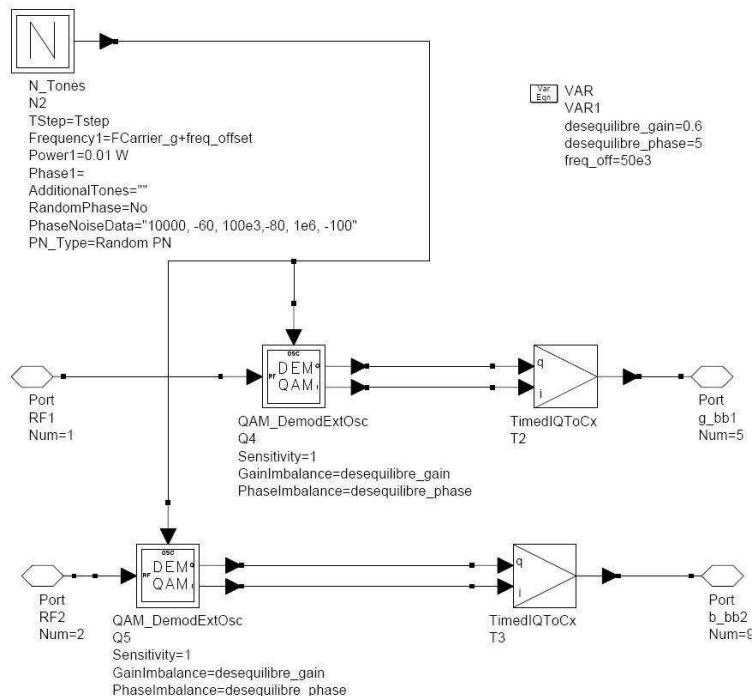 N
N_Tones
N2
TStep=Tstep
Frequency1=FCarrier_g+freq_offset
Power1=0.01 W
Phase1=
AdditionalTones=""
RandomPhase=No
PhaseNoiseData="10000, -60, 100e3,-80, 1e6, -100"
PN_Type=Random PN
Var
Eqn
VAR
VAR1
desequilibre_gain=0.6
desequilibre_phase=5
freq_off=50e3
Port
RF1
Num=1
OSC
RF DEM Q
QAM I
QAM_DemodExtOsc
Q4
Sensitivity=1
GainImbalance=desequilibre_gain
PhaseImbalance=desequilibre_phase
q
i
TimedIQToCx
T2
Port
g_bb1
Num=5
Port
RF2
Num=2
OSC
RF DEM Q
QAM I
QAM_DemodExtOsc
Q5
Sensitivity=1
GainImbalance=desequilibre_gain
PhaseImbalance=desequilibre_phase
q
i
TimedIQToCx
T3
Port
b_bb2
Num=9